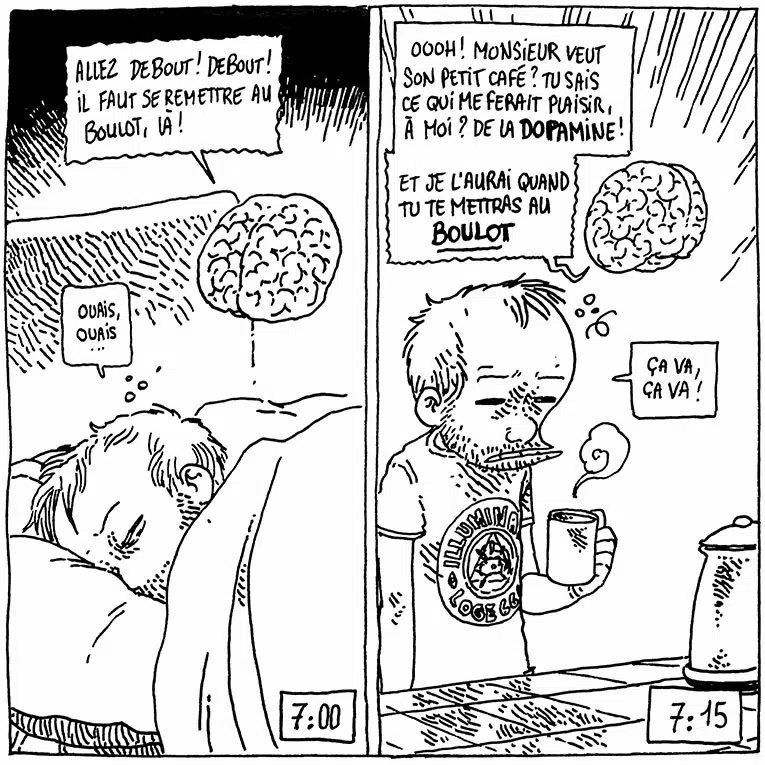 ALLEZ DEBOUT! DEBOUT!
IL FAUT SE REMETTRE AU
BOULOT, LÀ!
OUAIS,
OUAIS
...
7:00
OOOH! MONSIEUR VEUT
SON PETIT CAFÉ? TU SAIS
CE QUI ME FERAIT PLAISIR,
À MOI? DE LA DOPAMINE!
ET JE L'AURAI QUAND
TU TE METTRAS AU
BOULOT
ÇA VA,
ÇA VA!
ILLUMINA
LOGE
7:15